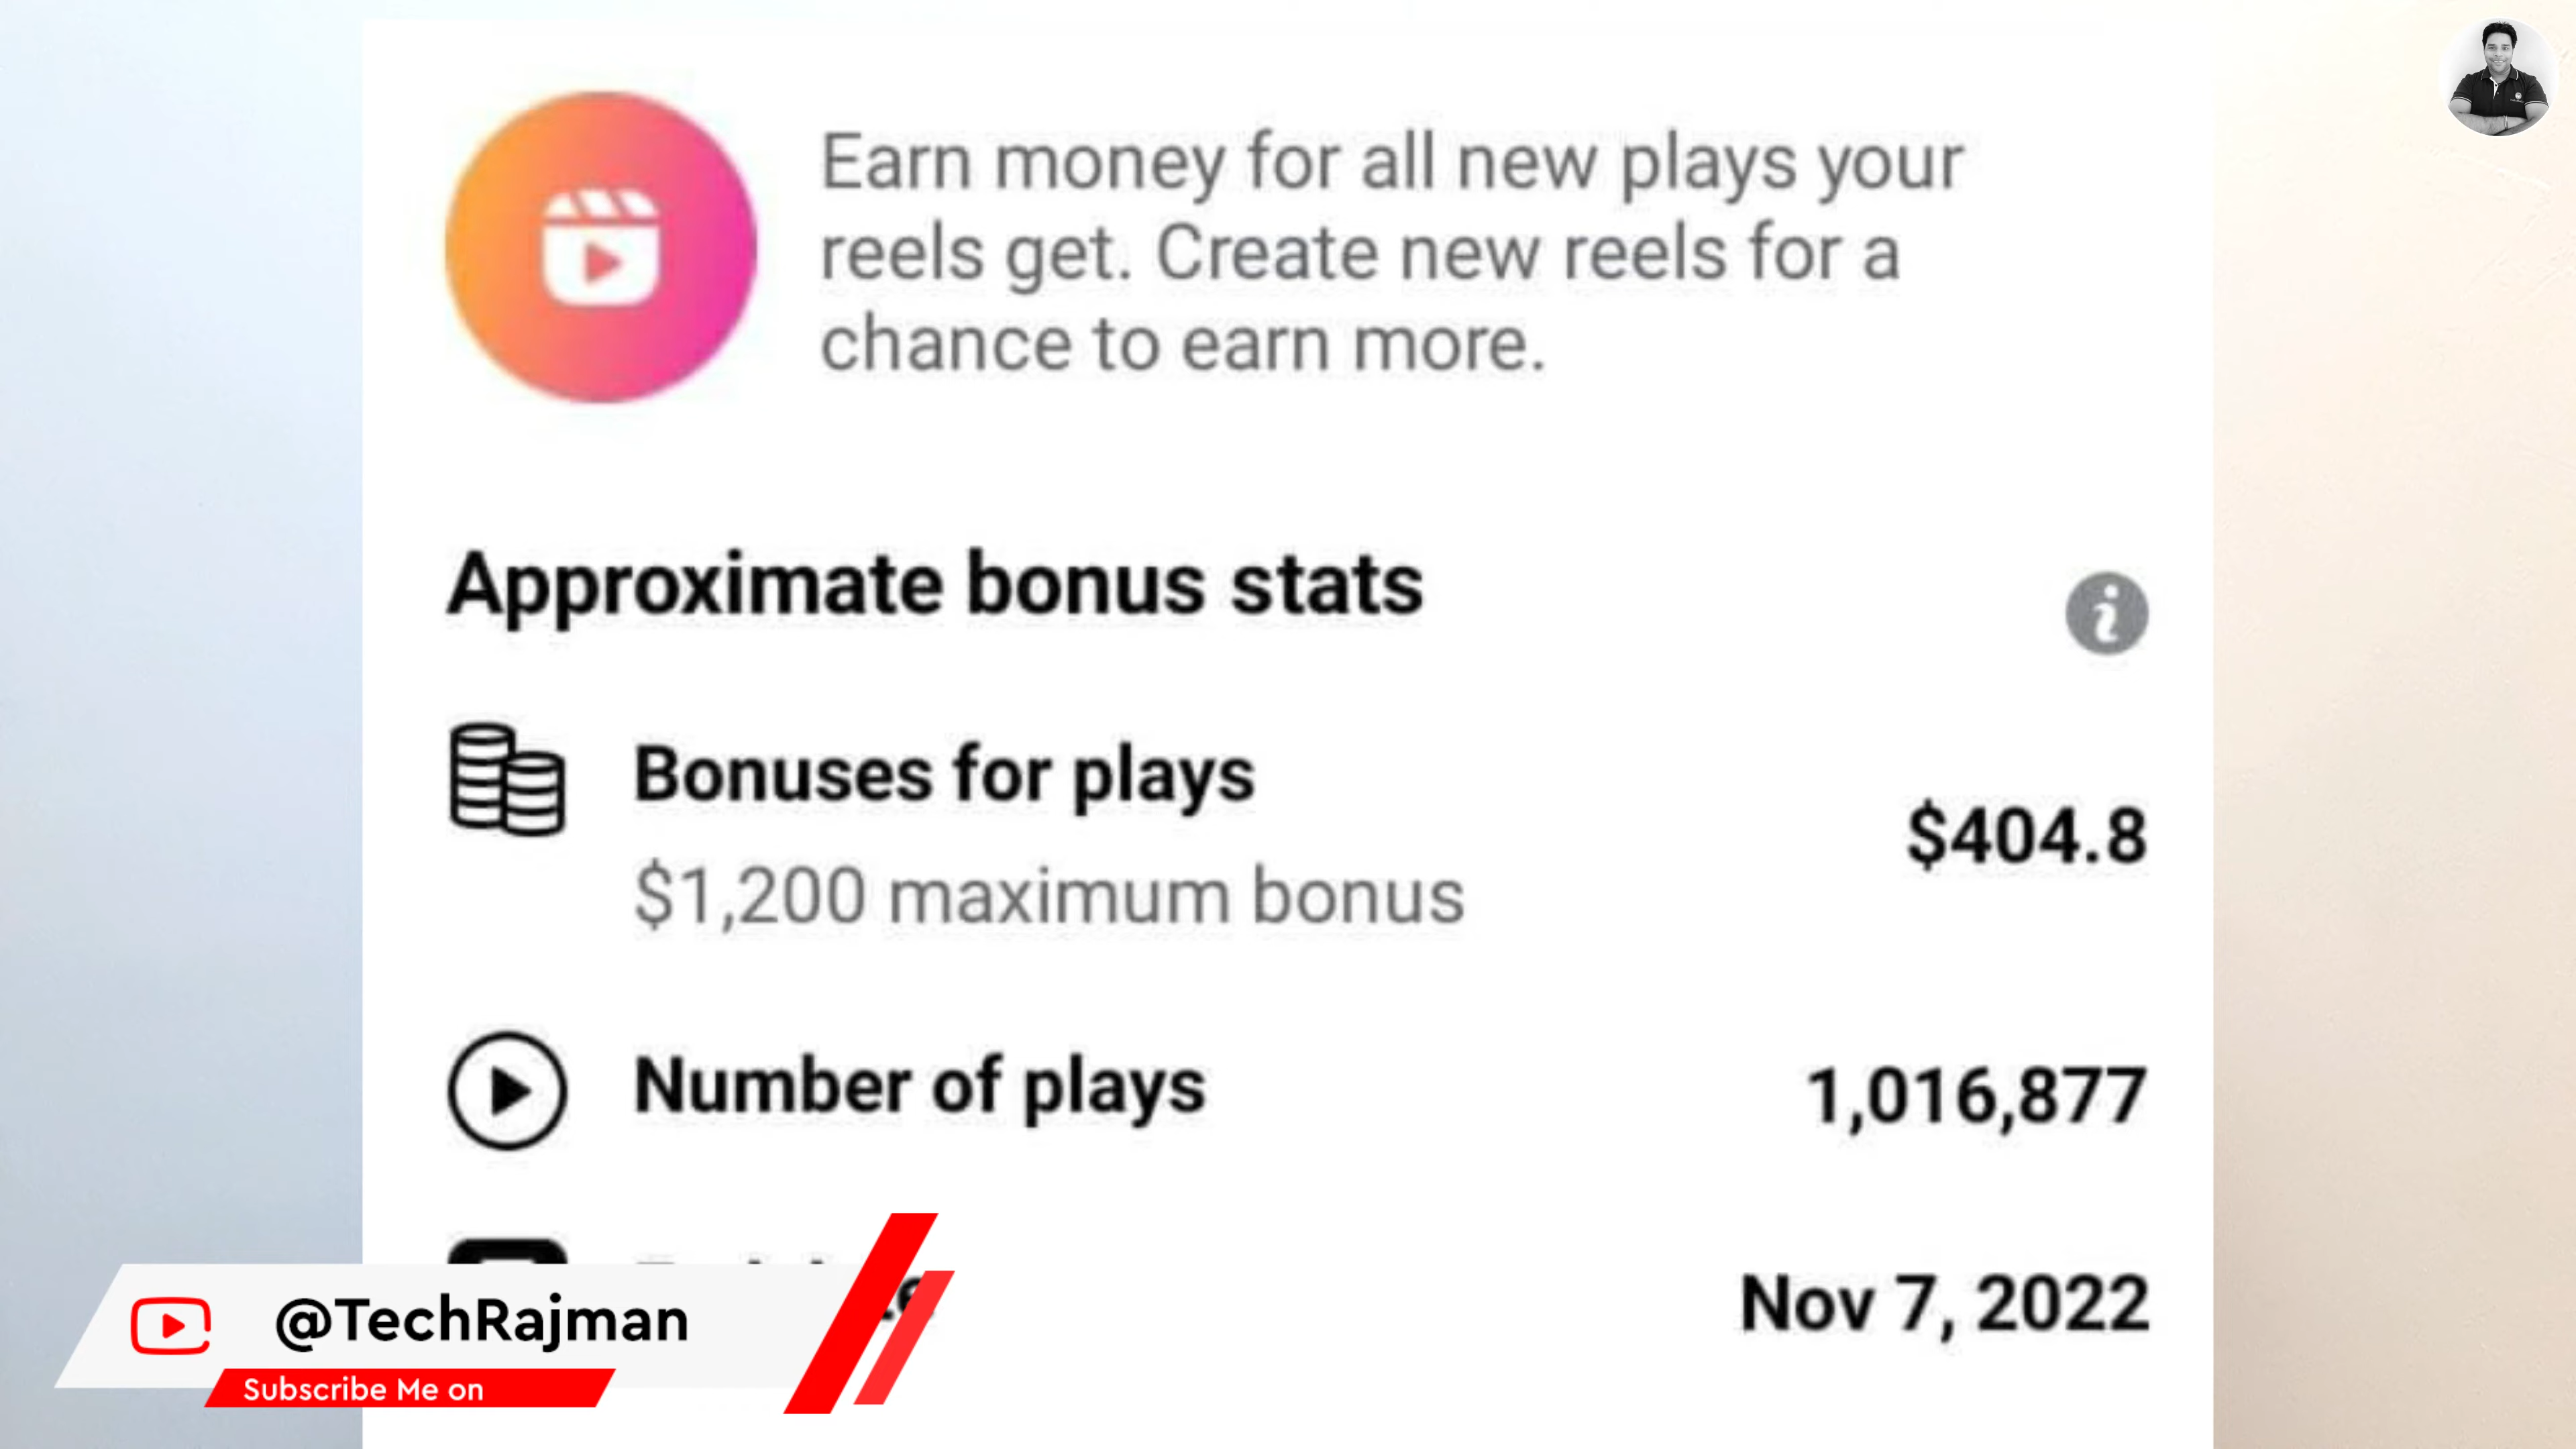 Earn money for all new plays your
reels get. Create new reels for a
chance to earn more.
Approximate bonus stats
Bonuses for plays
$404.8
$1,200 maximum bonus
Number of plays
1,016,877
Nov 7, 2022
@TechRajman
Subscribe Me on